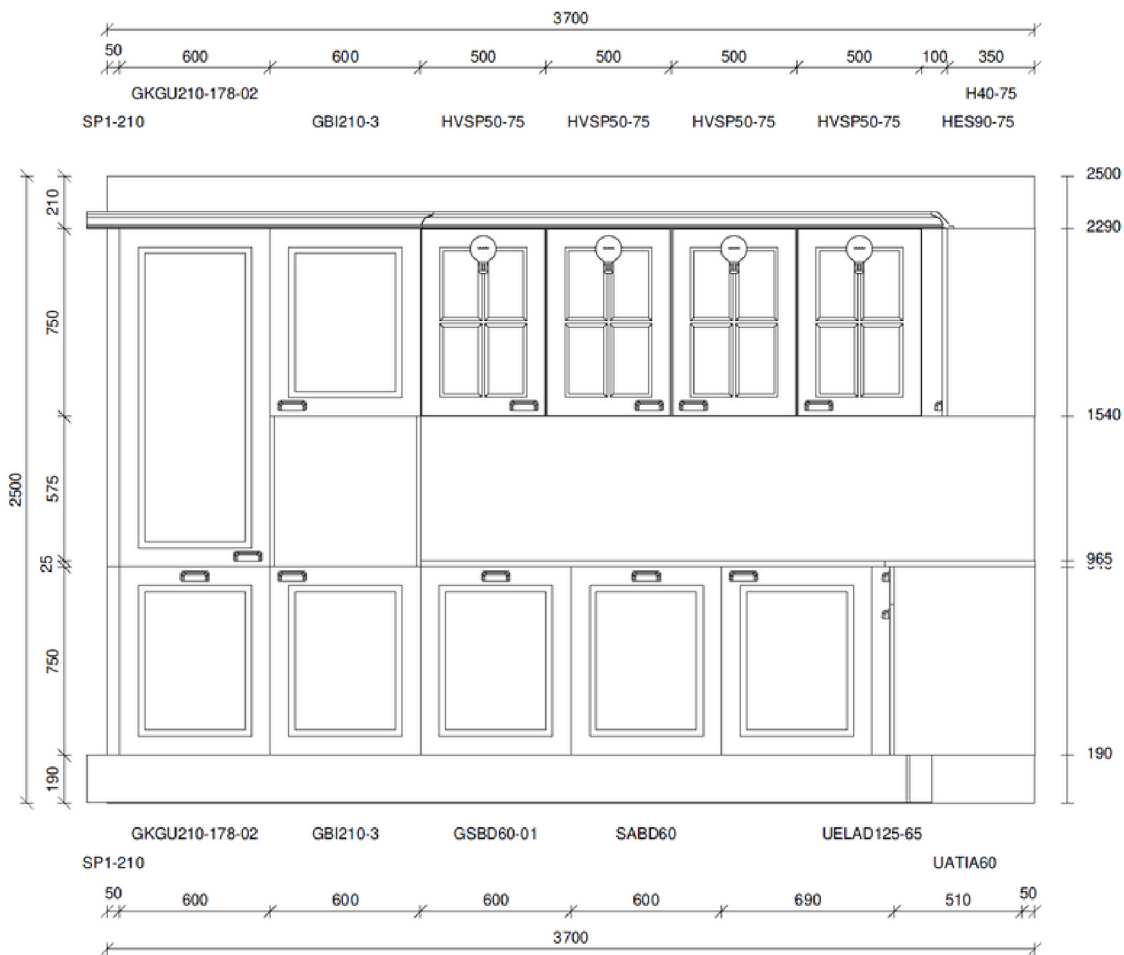 3700
50 600 600 500 500 500 500 100 350
GKGU210-178-02 H40-75
SP1-210 GBI210-3 HVSP50-75 HVSP50-75 HVSP50-75 HVSP50-75 HES90-75
2500
210
750
575
25
750
190
2500
2290
1540
965
190
GKGU210-178-02 GBI210-3 GSBD60-01 SABD60 UELAD125-65
SP1-210 UATIA60
50 600 600 600 600 690 510 50
3700